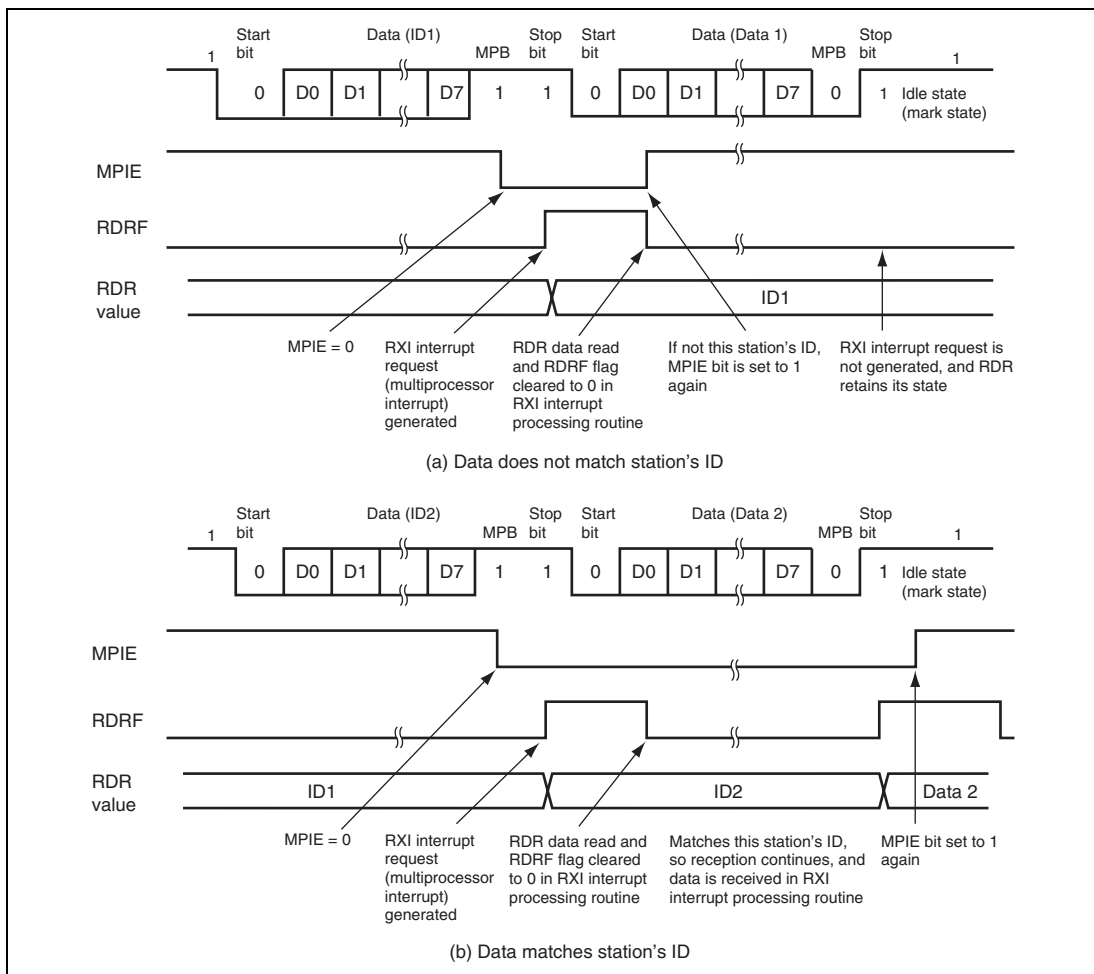 Start bit Data (ID1) MPB Stop bit Start bit Data (Data 1) MPB Stop bit
1 1
0 D0 D1 D7 1 1 0 D0 D1 D7 0 1 Idle state (mark state)
MPIE
RDRF
RDR value
ID1
MPIE = 0
RXI interrupt
request
(multiprocessor
interrupt)
generated
RDR data read
and RDRF flag
cleared to 0 in
RXI interrupt
processing routine
If not this station's ID,
MPIE bit is set to 1
again
RXI interrupt request is
not generated, and RDR
retains its state
(a) Data does not match station's ID
Start bit Data (ID2) MPB Stop bit Start bit Data (Data 2) MPB Stop bit
1 1
0 D0 D1 D7 1 1 0 D0 D1 D7 0 1 Idle state (mark state)
MPIE
RDRF
RDR value
ID1 ID2 Data 2
MPIE = 0
RXI interrupt
request
(multiprocessor
interrupt)
generated
RDR data read and
RDRF flag cleared
to 0 in RXI interrupt
processing routine
Matches this station's ID,
so reception continues, and
data is received in RXI
interrupt processing routine
MPIE bit set to 1
again
(b) Data matches station's ID